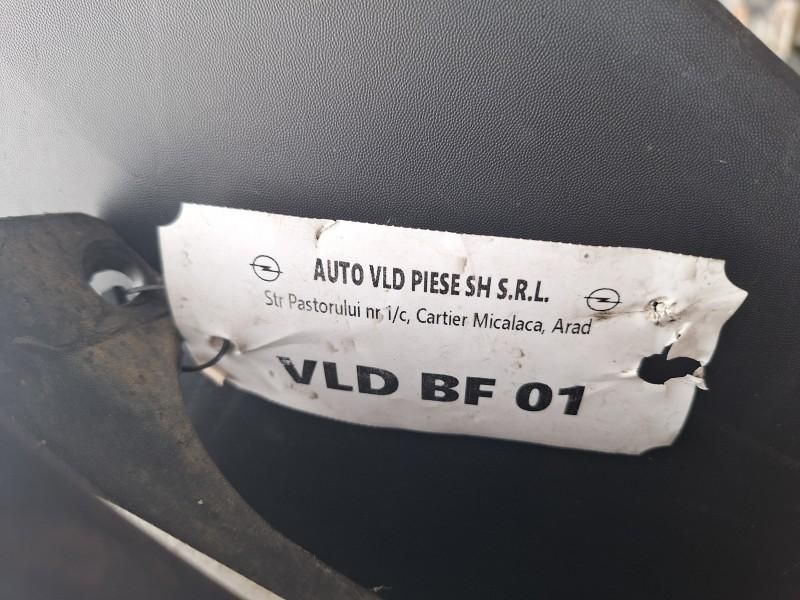 AUTO VLD PIESE SH S.R.L.
Str Pastorului nr 1/c, Cartier Micalaca, Arad
VLD BF 01